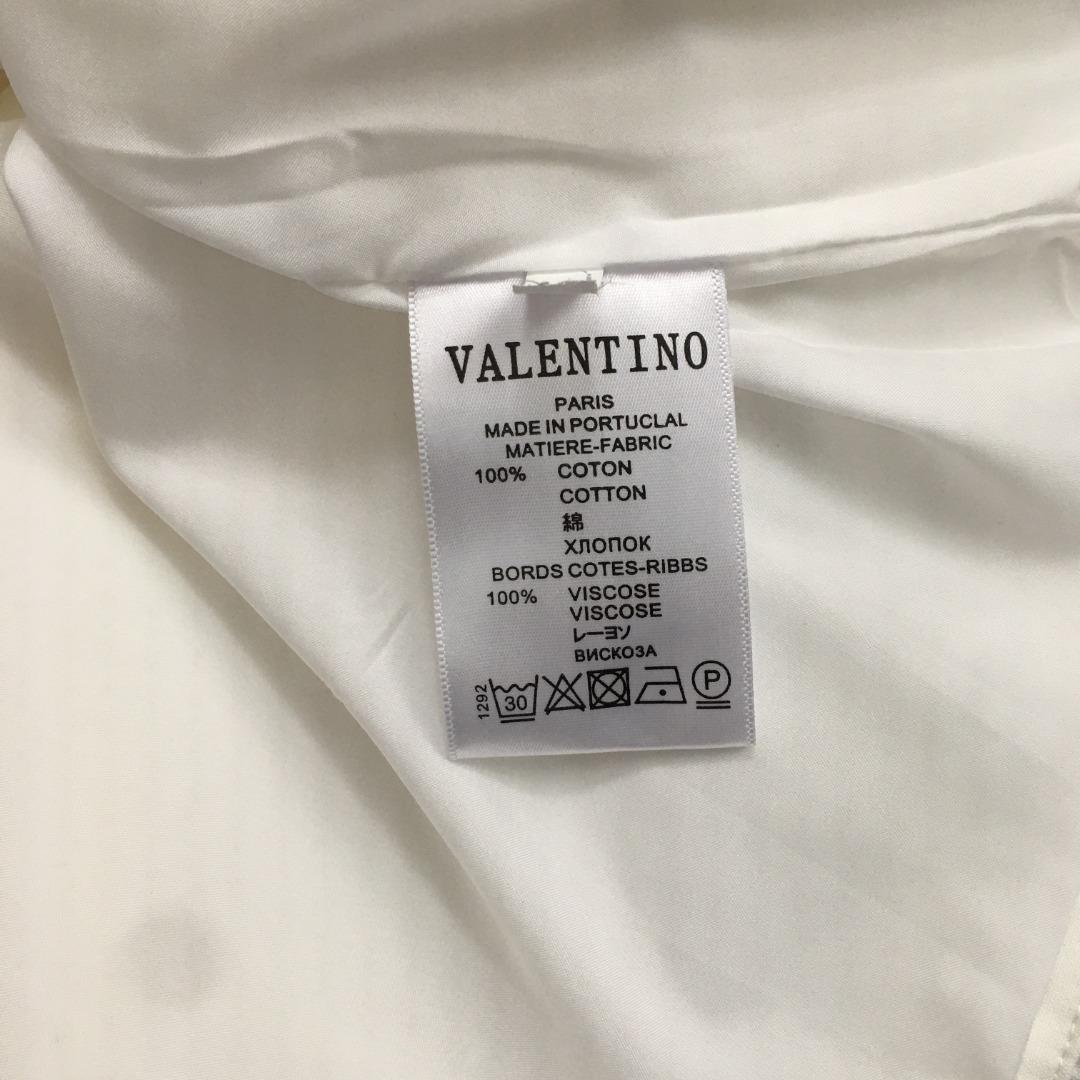 VALENTINO
PARIS
MADE IN PORTUCLAL
MATIERE-FABRIC
100% COTON
COTTON
綿
ХЛОПОК
BORDS COTES-RIBBS
100% VISCOSE
VISCOSE
レーヨソ
ВИСКОЗА
1292 30 P